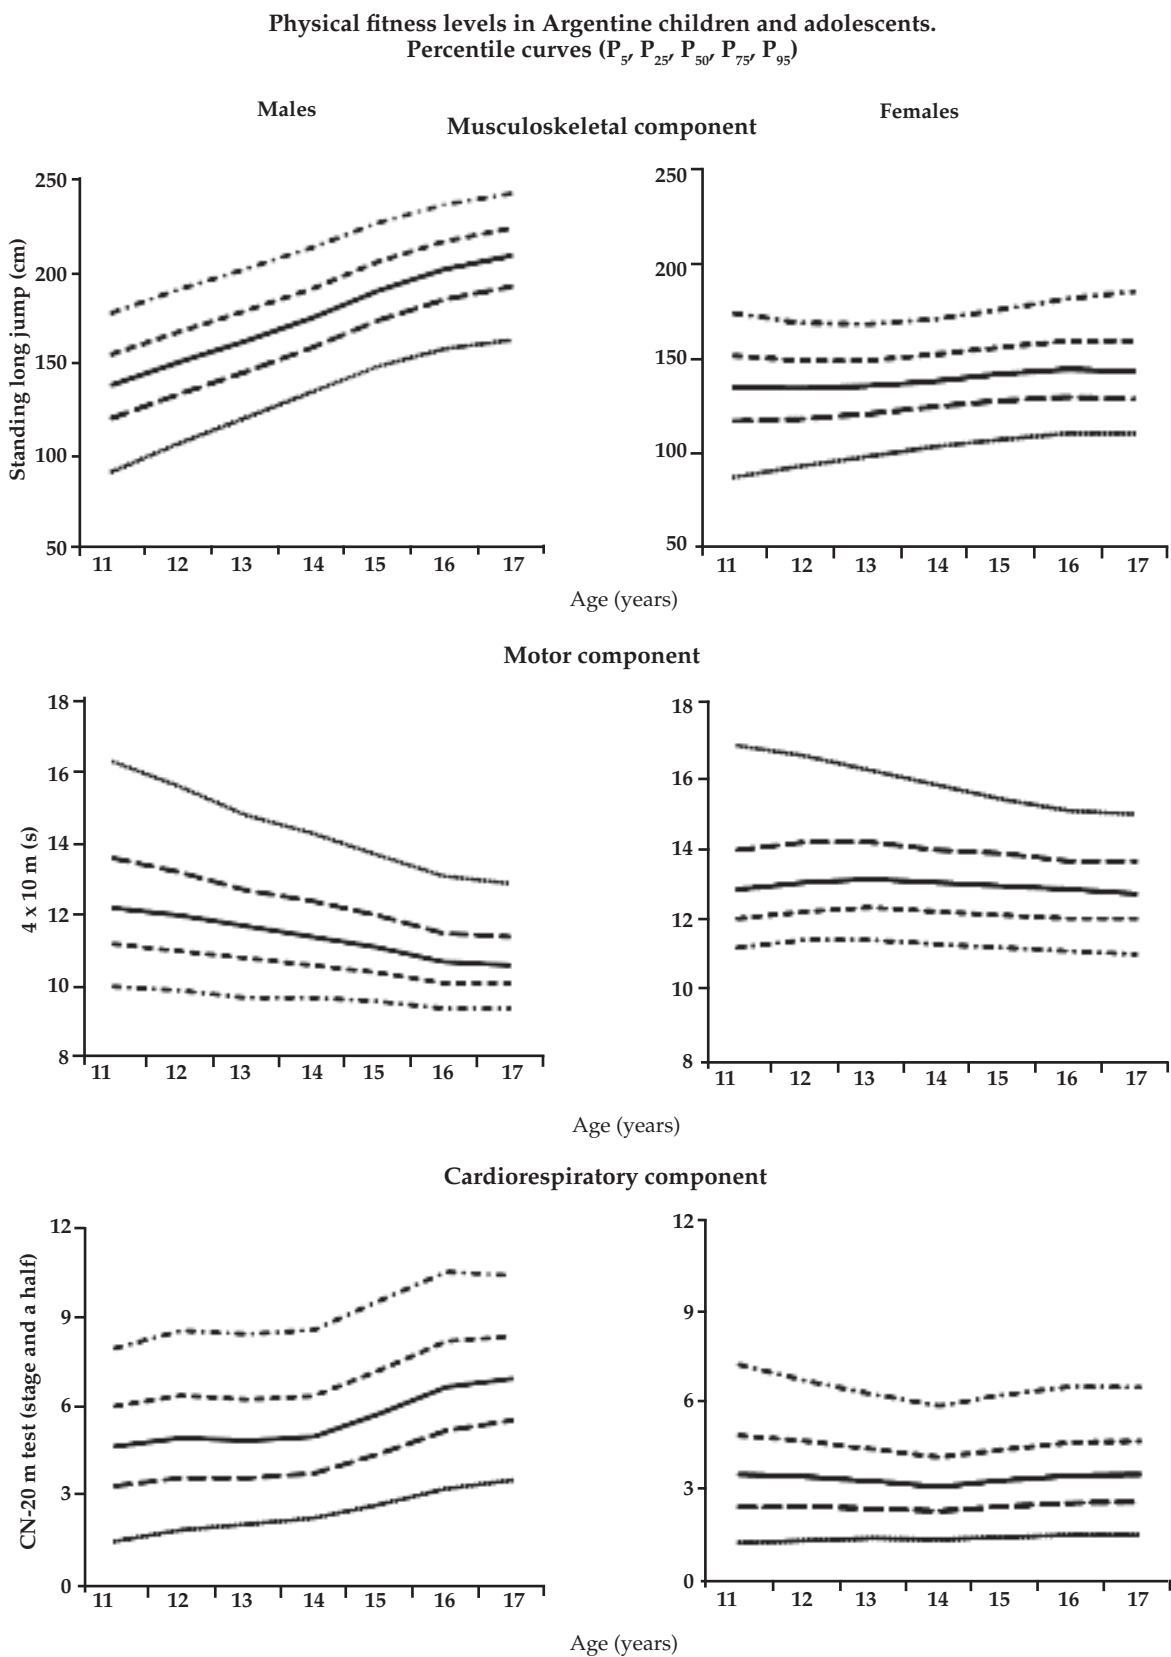 Physical fitness levels in Argentine children and adolescents.
Percentile curves (P5, P25, P50, P75, P95)
Males
Females
Musculoskeletal component
Standing long jump (cm)
250
200
150
100
50
11 12 13 14 15 16 17
250
200
150
100
50
11 12 13 14 15 16 17
Age (years)
Motor component
4 x 10 m (s)
18
16
14
12
10
8
11 12 13 14 15 16 17
18
16
14
12
10
8
11 12 13 14 15 16 17
Age (years)
Cardiorespiratory component
CN-20 m test (stage and a half)
12
9
6
3
0
11 12 13 14 15 16 17
12
9
6
3
0
11 12 13 14 15 16 17
Age (years)